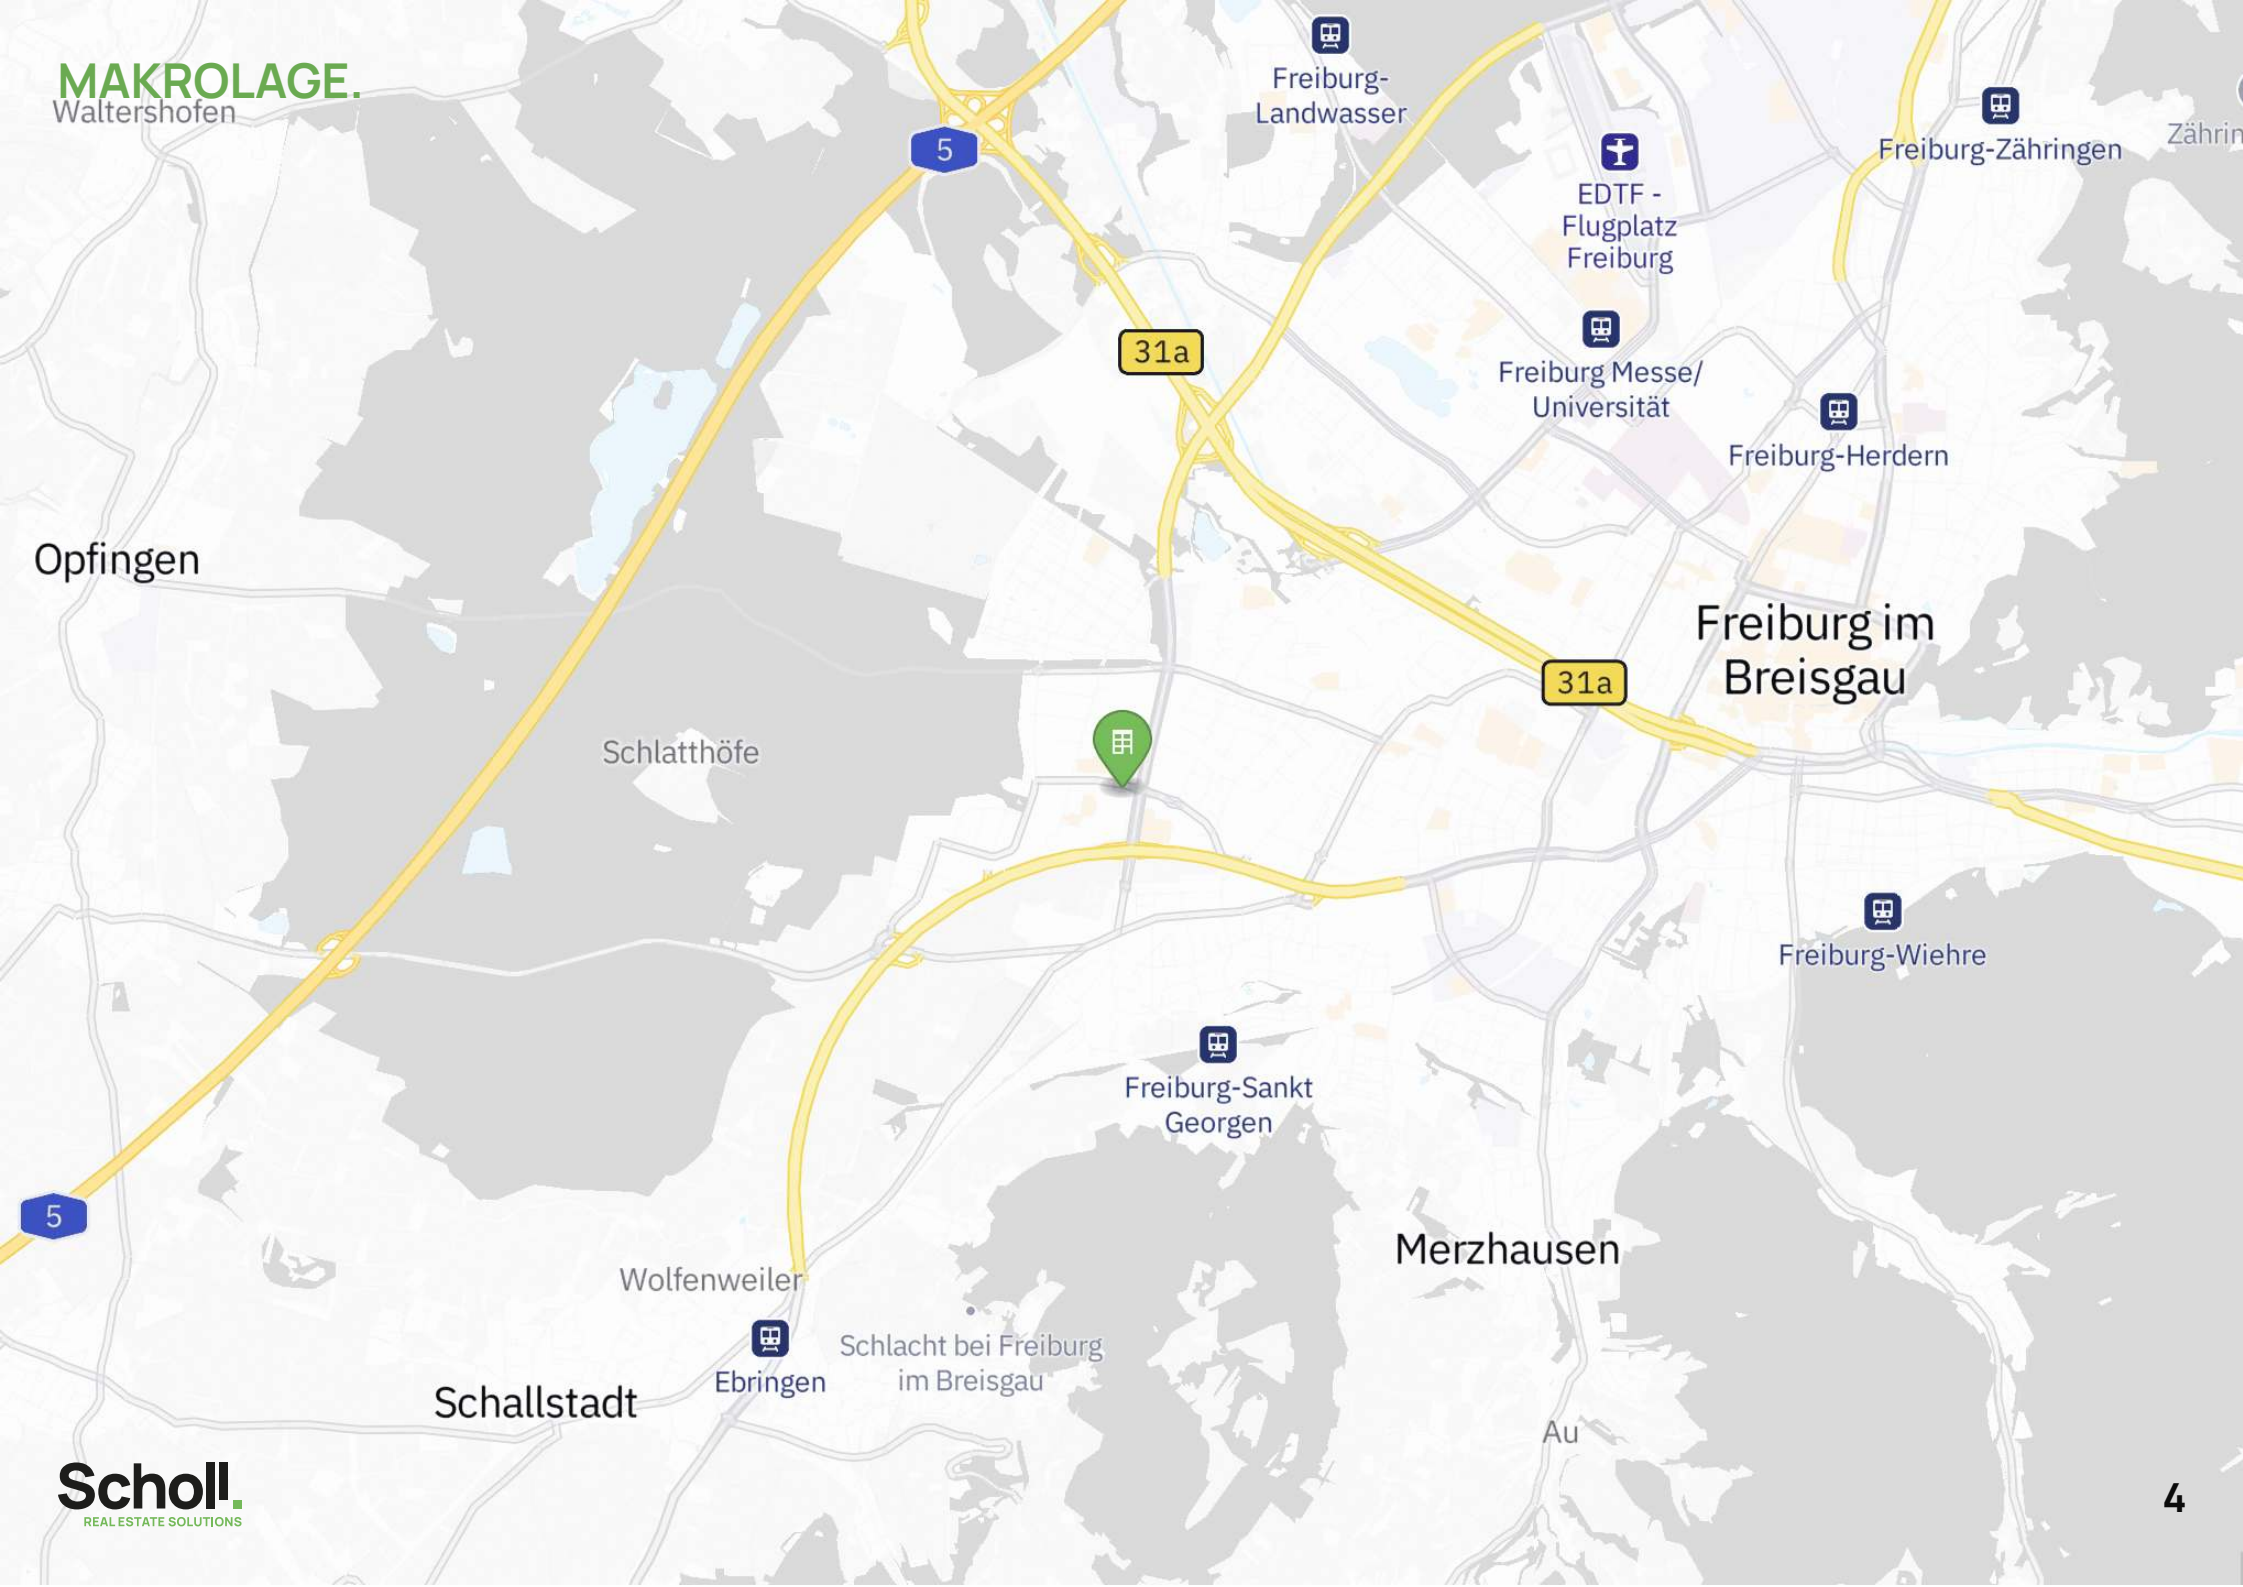 MAKROLAGE.
Waltershofen
Freiburg-
Landwasser
Freiburg-Zähringen
5
EDTF -
Flugplatz
Freiburg
31a
Freiburg Messe/
Universität
Freiburg-Herdern
Opfingen
Freiburg im
Breisgau
31a
Schlatthöfe
Freiburg-Wiehre
Freiburg-Sankt
Georgen
5
Merzhausen
Wolfenweiler
Schlacht bei Freiburg
im Breisgau
Ebringen
Schallstadt
Au
Scholl.
REAL ESTATE SOLUTIONS
4